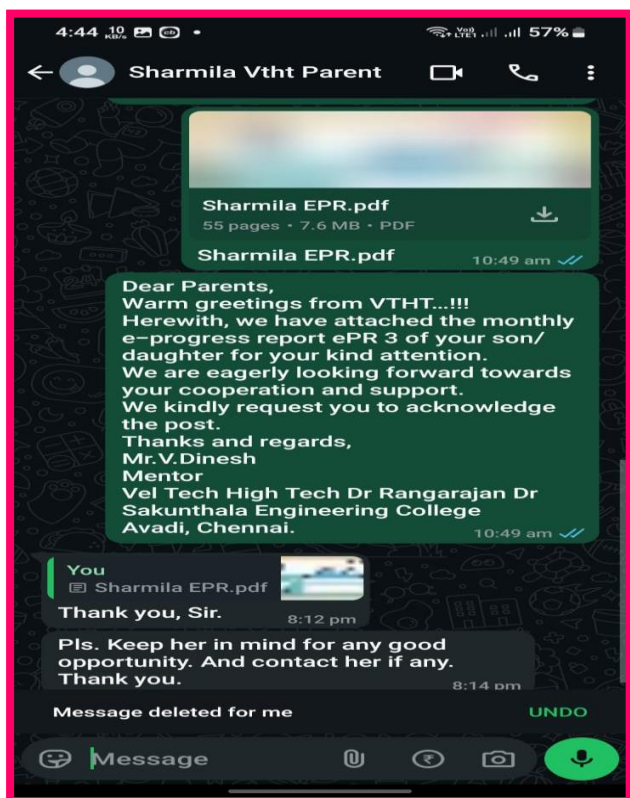 4:44 10 KB/s •
Vo)) LTE1 57%
Sharmila Vtht Parent
Sharmila EPR.pdf
55 pages • 7.6 MB • PDF
Sharmila EPR.pdf
10:49 am
Dear Parents,
Warm greetings from VTHT...!!!
Herewith, we have attached the monthly
e-progress report ePR 3 of your son/
daughter for your kind attention.
We are eagerly looking forward towards
your cooperation and support.
We kindly request you to acknowledge
the post.
Thanks and regards,
Mr.V.Dinesh
Mentor
Vel Tech High Tech Dr Rangarajan Dr
Sakunthala Engineering College
Avadi, Chennai.
10:49 am
You
Sharmila EPR.pdf
Thank you, Sir.
8:12 pm
Pls. Keep her in mind for any good
opportunity. And contact her if any.
Thank you.
8:14 pm
Message deleted for me UNDO
Message ₹